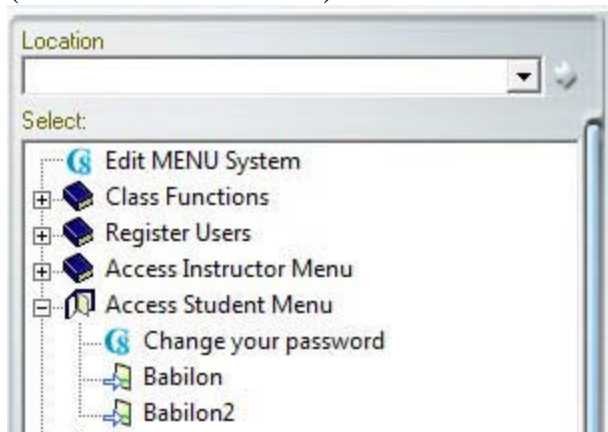 Location
Select:
Edit MENU System
Class Functions
Register Users
Access Instructor Menu
Access Student Menu
Change your password
Babilon
Babilon2